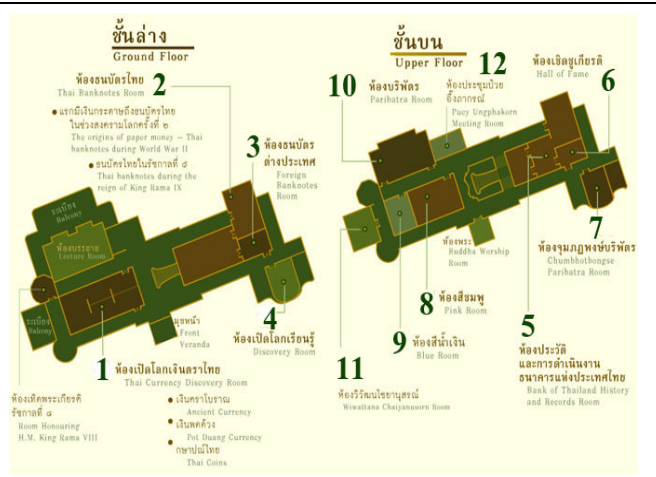 ชั้นล่าง
Ground Floor
ห้องธนบัตรไทย 2
Thai Banknotes Room
● แรกมีเงินกระดาษถึงธนบัตรไทย
ในช่วงสงครามโลกครั้งที่ ๒
The origins of paper money – Thai
banknotes during World War II
● ธนบัตรไทยในรัชกาลที่ ๙
Thai banknotes during the
reign of King Rama IX
3 ห้องธนบัตร
ต่างประเทศ
Foreign
Banknotes
Room
ระเบียง
Balcony
ห้องบรรยาย
Lecture Room
ระเบียง
Balcony
มุขหน้า
Front
Veranda
4
ห้องเปิดโลกเรียนรู้
Discovery Room
1 ห้องเปิดโลกเงินตราไทย
Thai Currency Discovery Room
● เงินตราโบราณ
Ancient Currency
● เงินพดด้วง
Pot Duang Currency
● กษาปณ์ไทย
Thai Coins
ห้องเทิดพระเกียรติ
รัชกาลที่ ๘
Room Honouring
H.M. King Rama VIII
ชั้นบน
Upper Floor
10 ห้องบริพัตร
Paribatra Room
12
ห้องประชุมป๋วย
อึ๊งภากรณ์
Puey Ungphakorn
Meeting Room
ห้องเชิดชูเกียรติ 6
Hall of Fame
7
ห้องจุมภฏพงษ์บริพัตร
Chumbhotbongse
Paribatra Room
ห้องพระ
Buddha Worship
Room
8 ห้องสีชมพู
Pink Room
9 ห้องสีน้ำเงิน
Blue Room
5
ห้องประวัติ
และการดำเนินงาน
ธนาคารแห่งประเทศไทย
Bank of Thailand History
and Records Room
11
ห้องวิวัฒนไชยานุสรณ์
Wiwattana Chaiyanusorn Room